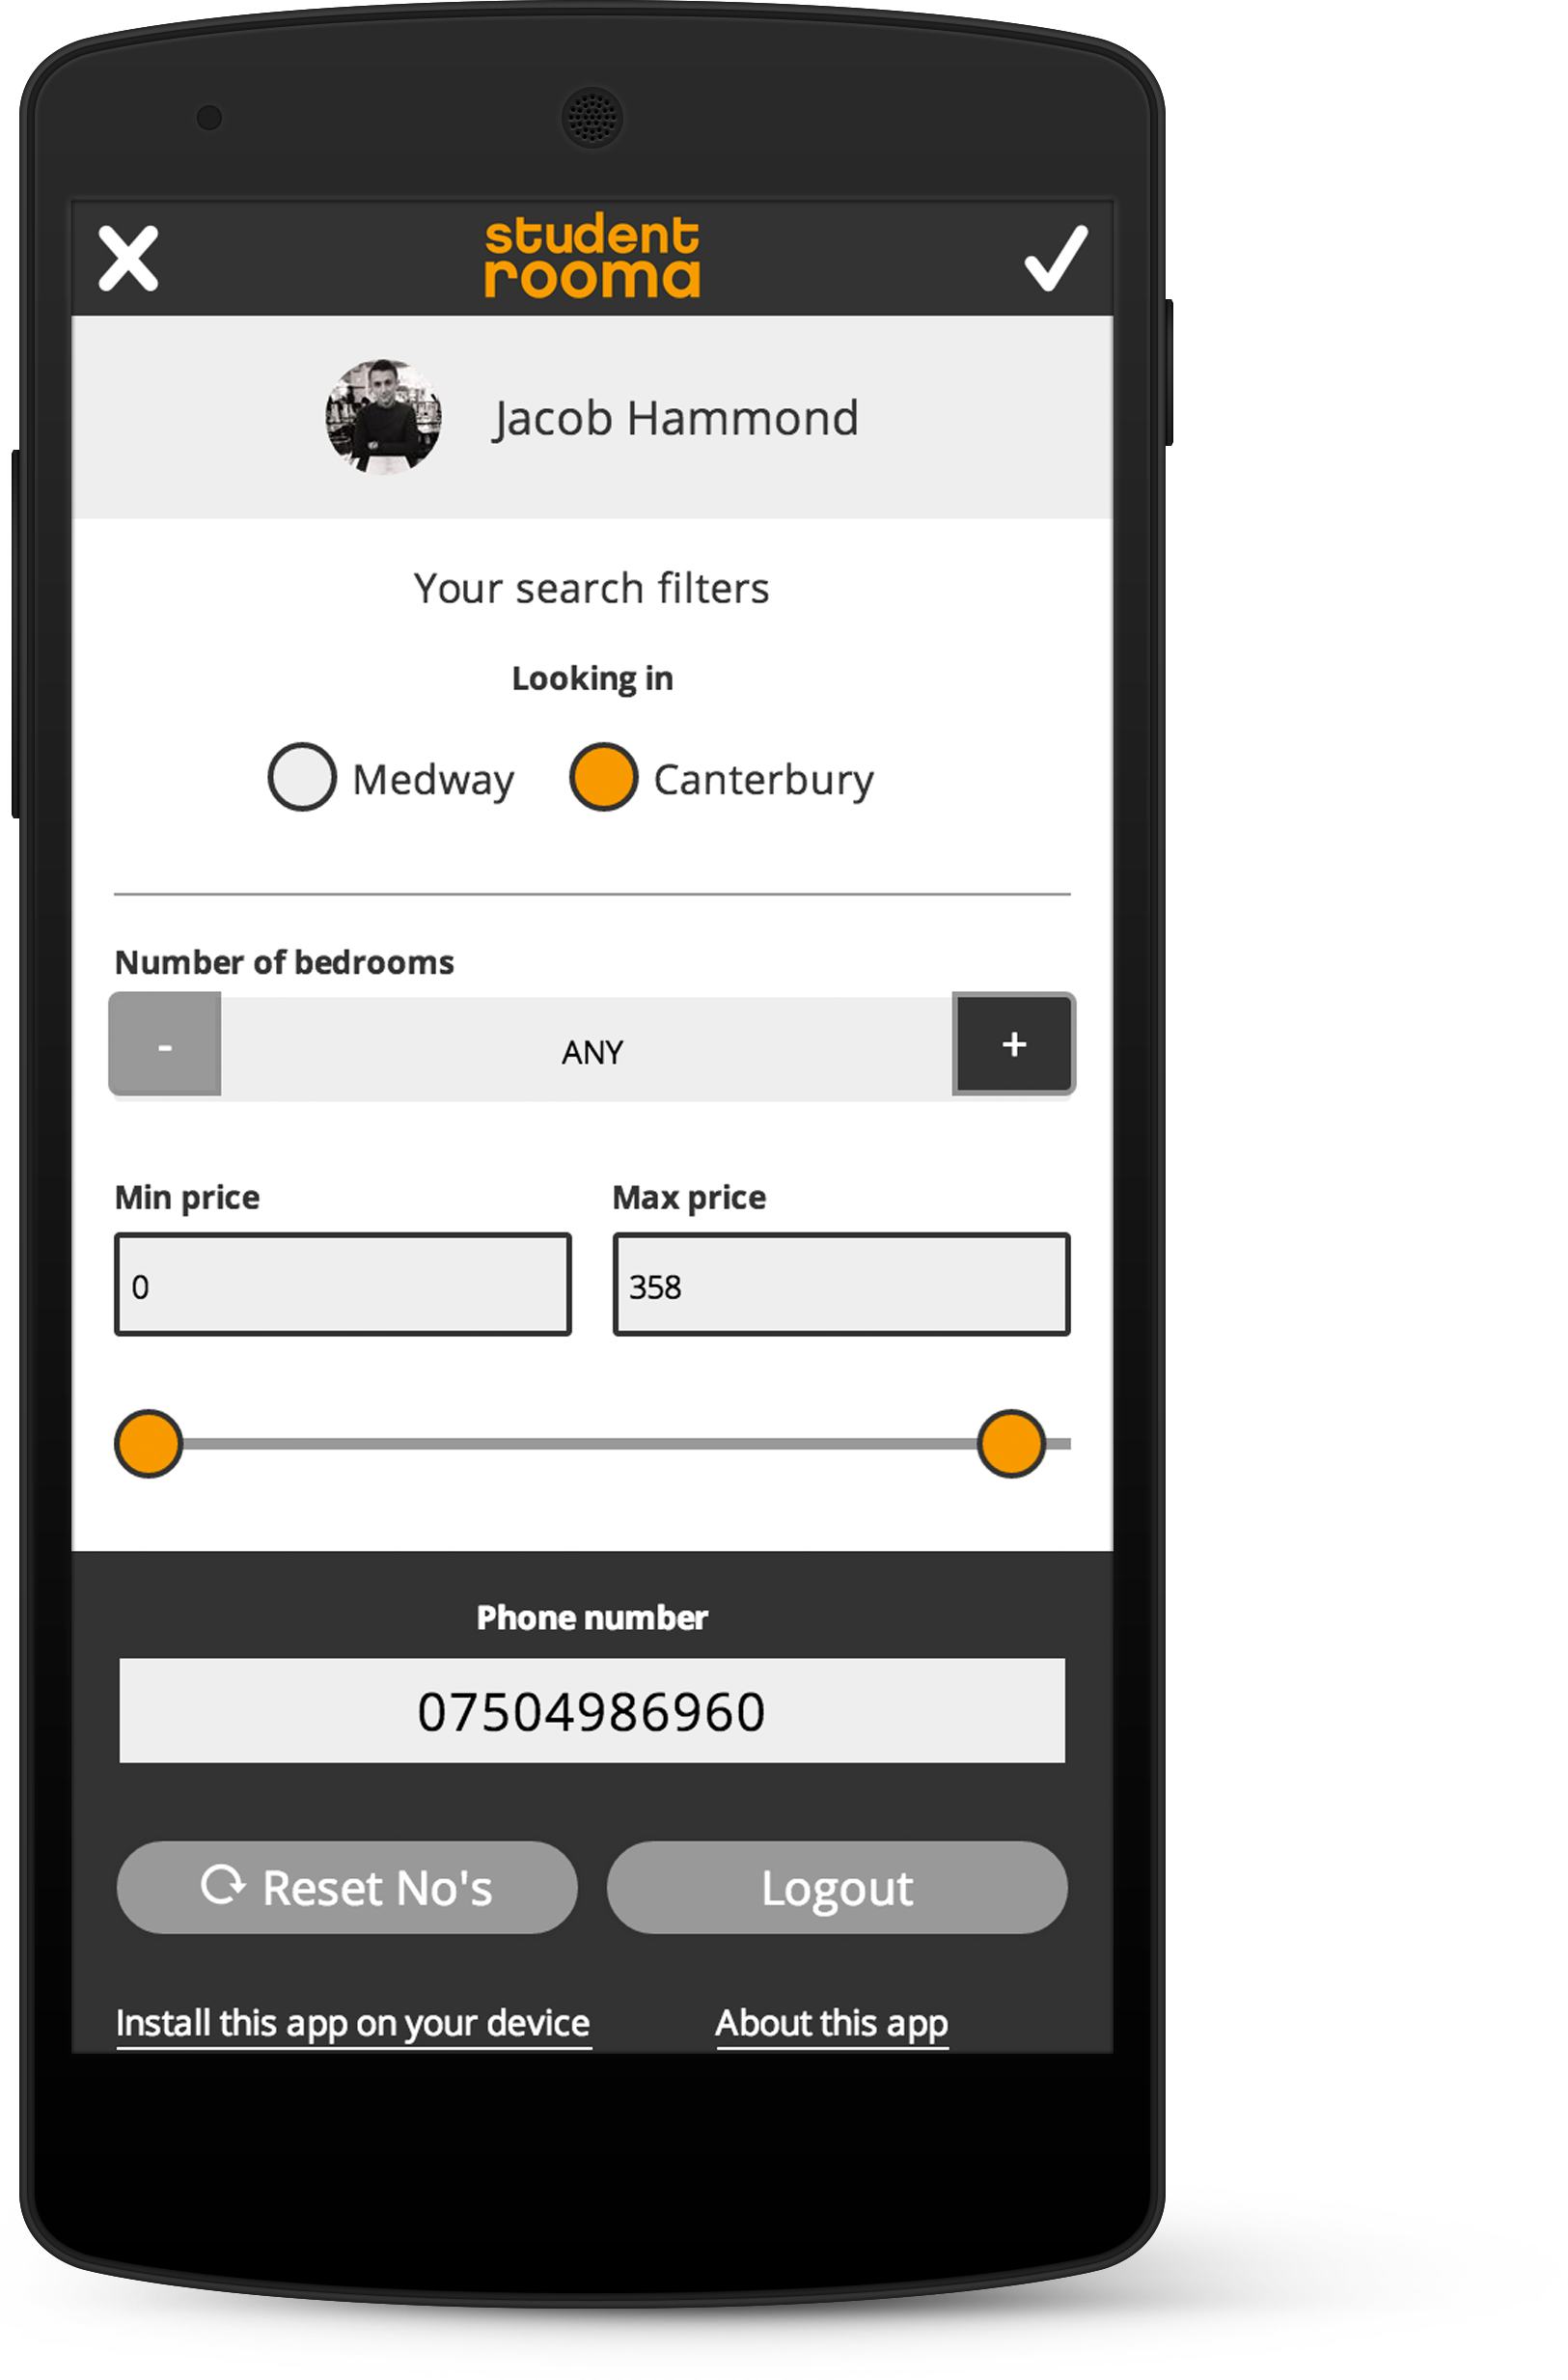 student
rooma
Jacob Hammond
Your search filters
Looking in
Medway Canterbury
Number of bedrooms
- ANY +
Min price Max price
0 358
Phone number
07504986960
Reset No's Logout
Install this app on your device About this app